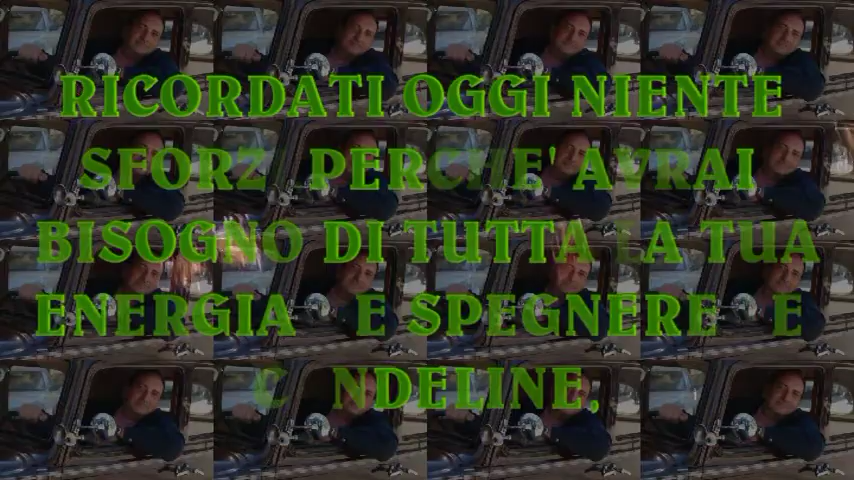 RICORDATI OGGI NIENTE
SFORZ PERCHE' AVRAI
BISOGNO DI TUTTA LA TUA
ENERGIA E SPEGNERE E
C NDELINE,